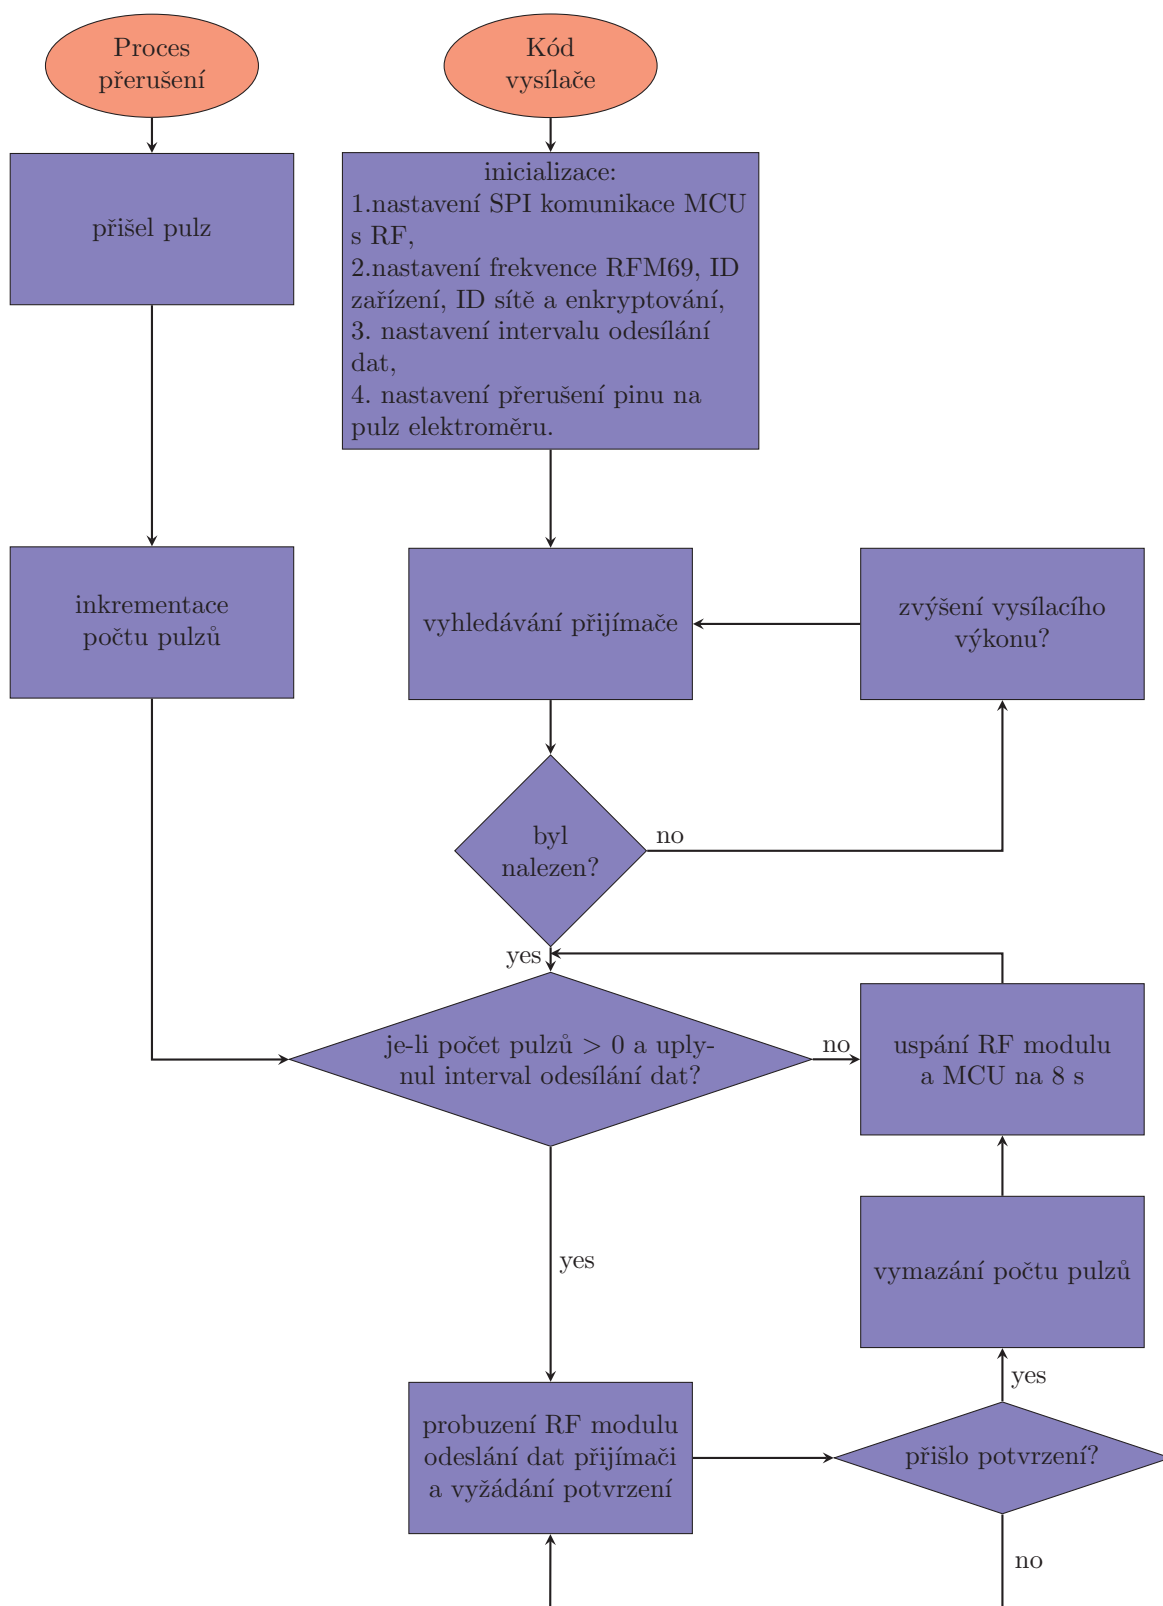 Proces
přerušení
Kód
vysílače
přišel pulz
inicializace:
1.nastavení SPI komunikace MCU
s RF,
2.nastavení frekvence RFM69, ID
zařízení, ID sítě a enkryptování,
3. nastavení intervalu odesílání
dat,
4. nastavení přerušení pinu na
pulz elektroměru.
inkrementace
počtu pulzů
vyhledávání přijímače
zvýšení vysílacího
výkonu?
byl
nalezen?
no
yes
je-li počet pulzů > 0 a uply-
nul interval odesílání dat?
no
uspání RF modulu
a MCU na 8 s
yes
vymazání počtu pulzů
yes
probuzení RF modulu
odeslání dat přijímači
a vyžádání potvrzení
přišlo potvrzení?
no